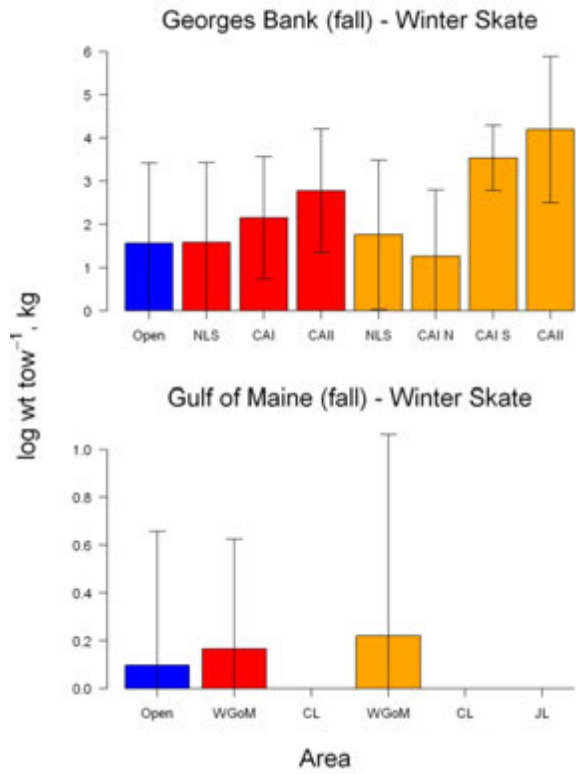 Georges Bank (fall) - Winter Skate
6
5
4
3
2
1
0
Open NLS CAI CAII NLS CAI N CAI S CAII
log wt tow⁻¹, kg
Gulf of Maine (fall) - Winter Skate
1.0
0.8
0.6
0.4
0.2
0.0
Open WGoM CL WGoM CL JL
Area